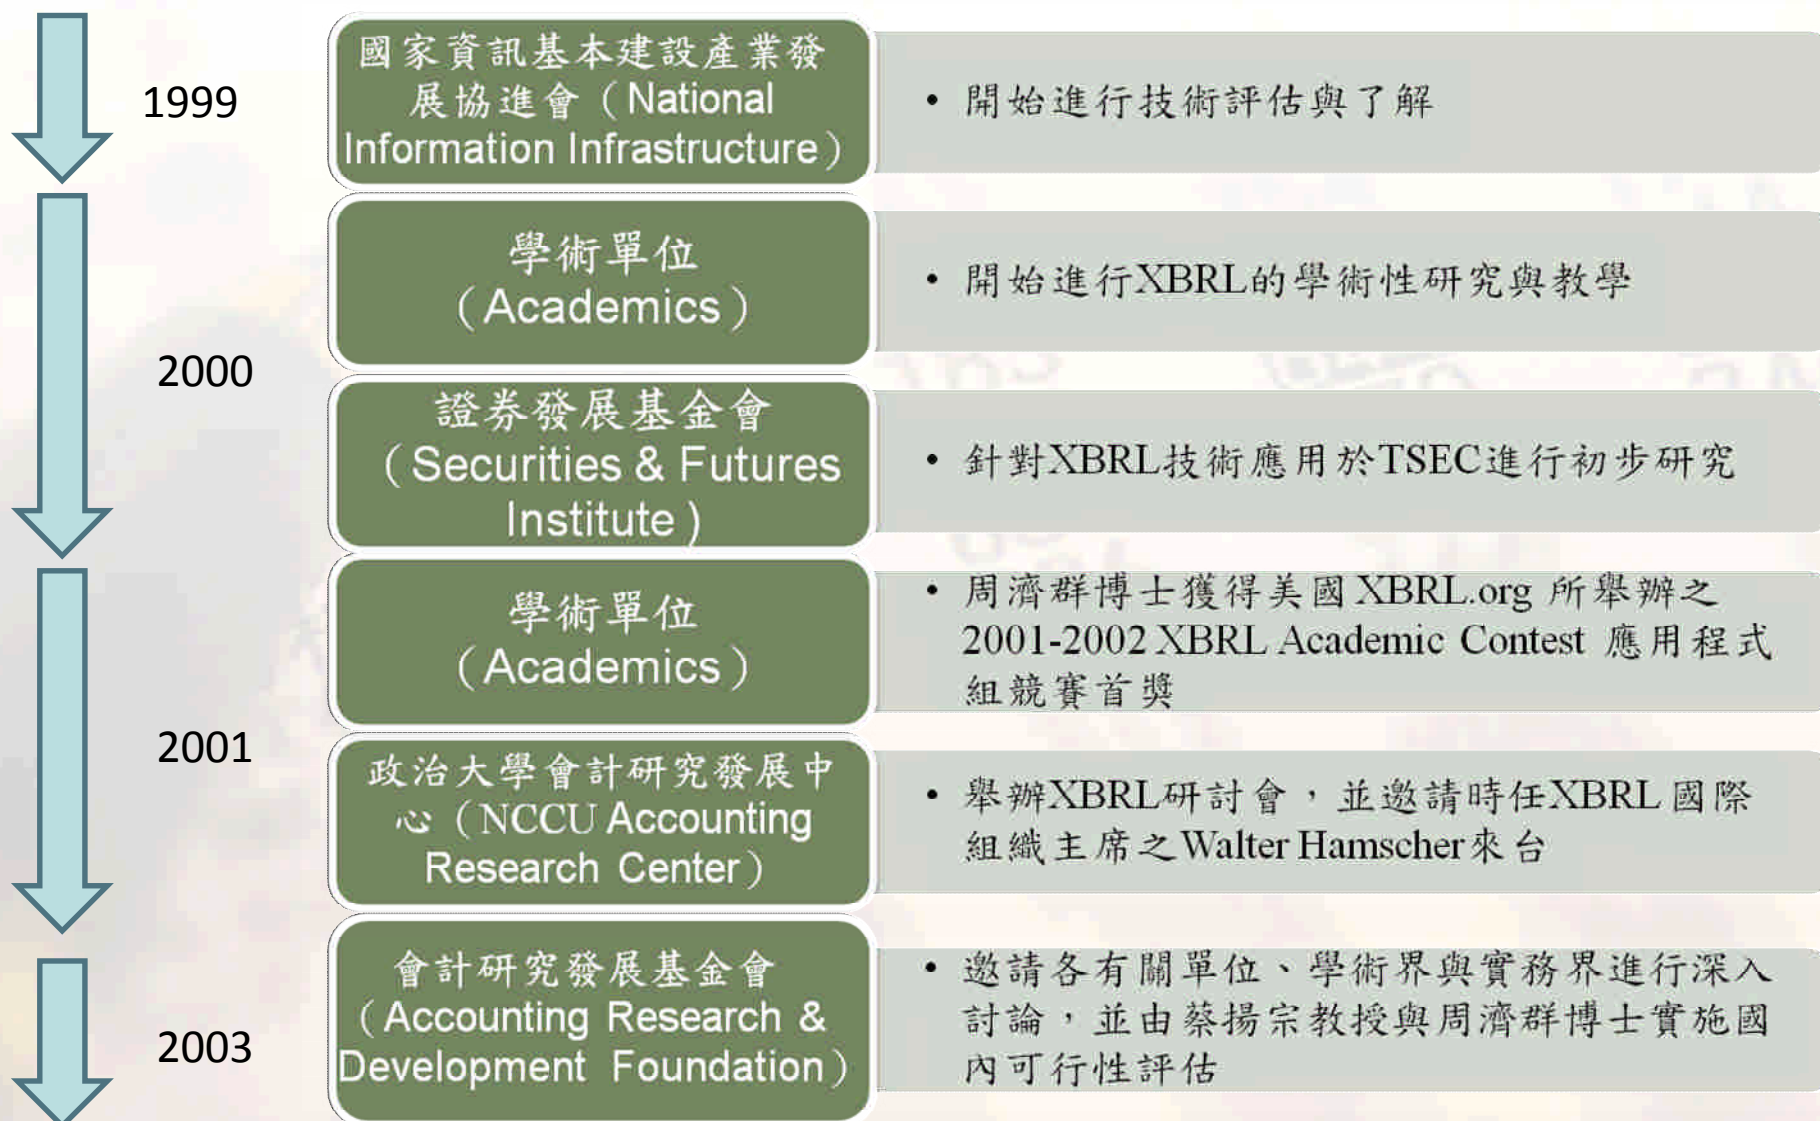 1999
國家資訊基本建設產業發
展協進會（National
Information Infrastructure）
• 開始進行技術評估與了解
2000
學術單位
（Academics）
• 開始進行XBRL的學術性研究與教學
證券發展基金會
（Securities & Futures
Institute）
• 針對XBRL技術應用於TSEC進行初步研究
2001
學術單位
（Academics）
• 周濟群博士獲得美國XBRL.org 所舉辦之
2001-2002 XBRL Academic Contest 應用程式
組競賽首獎
政治大學會計研究發展中
心（NCCU Accounting
Research Center）
• 舉辦XBRL研討會，並邀請時任XBRL國際
組織主席之Walter Hamscher來台
2003
會計研究發展基金會
（Accounting Research &
Development Foundation）
• 邀請各有關單位、學術界與實務界進行深入
討論，並由蔡揚宗教授與周濟群博士實施國
內可行性評估